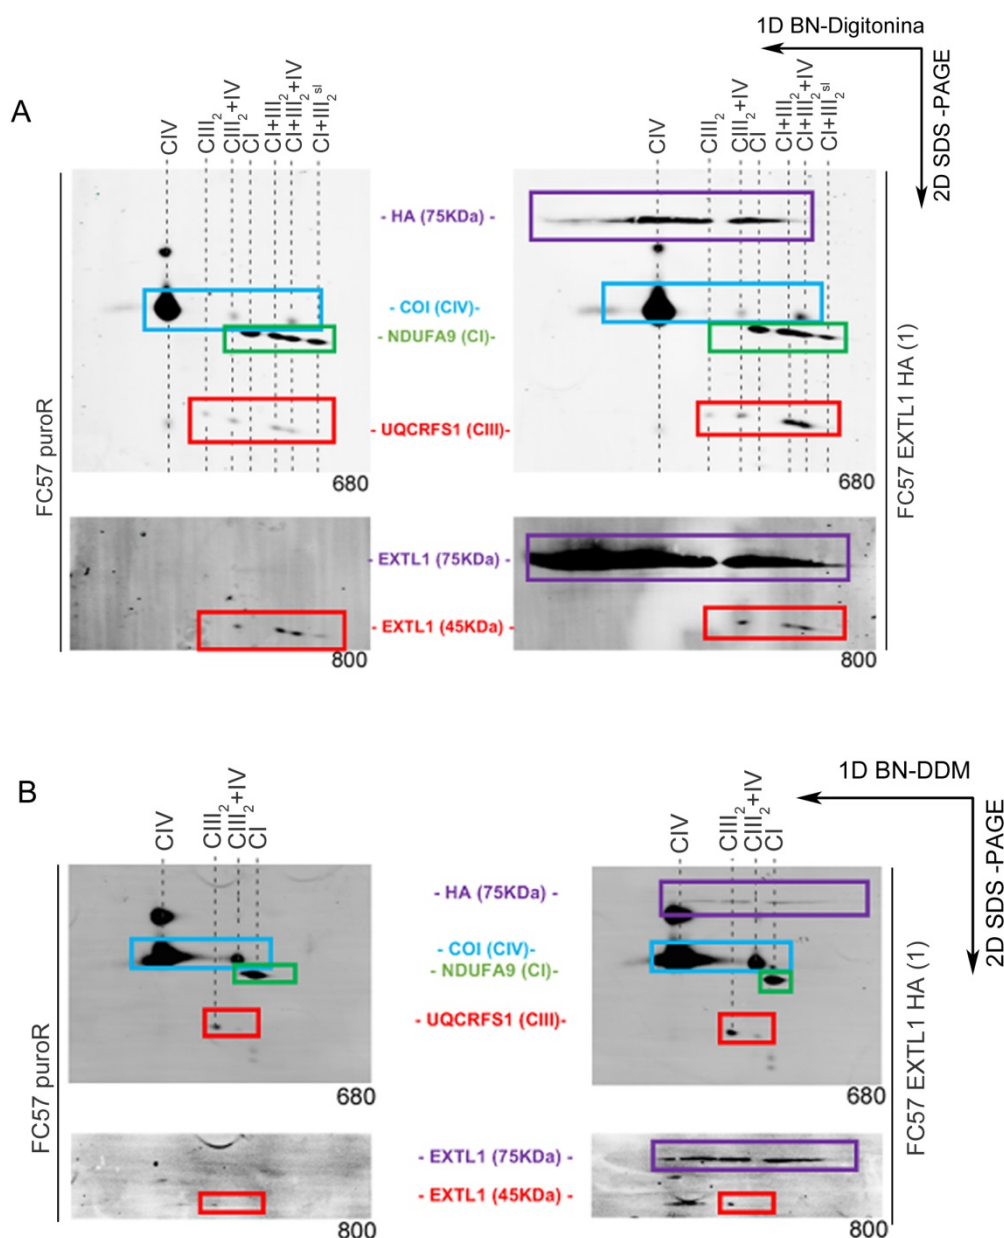 1D BN-Digitonina
2D SDS -PAGE
A
CIV
CIII2
CIII2+IV
CI
CI+III2
CI+III2+IV
CI+III2sl
CIV
CIII2
CIII2+IV
CI
CI+III2
CI+III2+IV
CI+III2sl
FC57 puroR
- HA (75KDa) -
- COI (CIV)-
- NDUFA9 (CI)-
- UQCRFS1 (CIII)-
680
680
FC57 EXTL1 HA (1)
- EXTL1 (75KDa) -
- EXTL1 (45KDa) -
800
800
1D BN-DDM
2D SDS -PAGE
B
CIV
CIII2
CIII2+IV
CI
CIV
CIII2
CIII2+IV
CI
FC57 puroR
- HA (75KDa) -
- COI (CIV)-
- NDUFA9 (CI)-
- UQCRFS1 (CIII)-
680
680
FC57 EXTL1 HA (1)
- EXTL1 (75KDa) -
- EXTL1 (45KDa) -
800
800